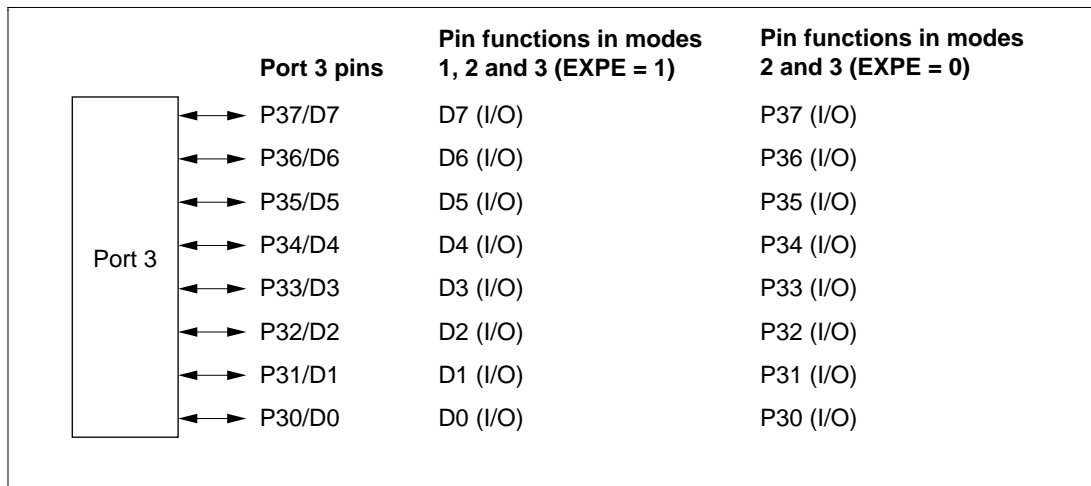 Port 3 pins Pin functions in modes 1, 2 and 3 (EXPE = 1) Pin functions in modes 2 and 3 (EXPE = 0)
P37/D7 D7 (I/O) P37 (I/O)
P36/D6 D6 (I/O) P36 (I/O)
P35/D5 D5 (I/O) P35 (I/O)
P34/D4 D4 (I/O) P34 (I/O)
Port 3
P33/D3 D3 (I/O) P33 (I/O)
P32/D2 D2 (I/O) P32 (I/O)
P31/D1 D1 (I/O) P31 (I/O)
P30/D0 D0 (I/O) P30 (I/O)